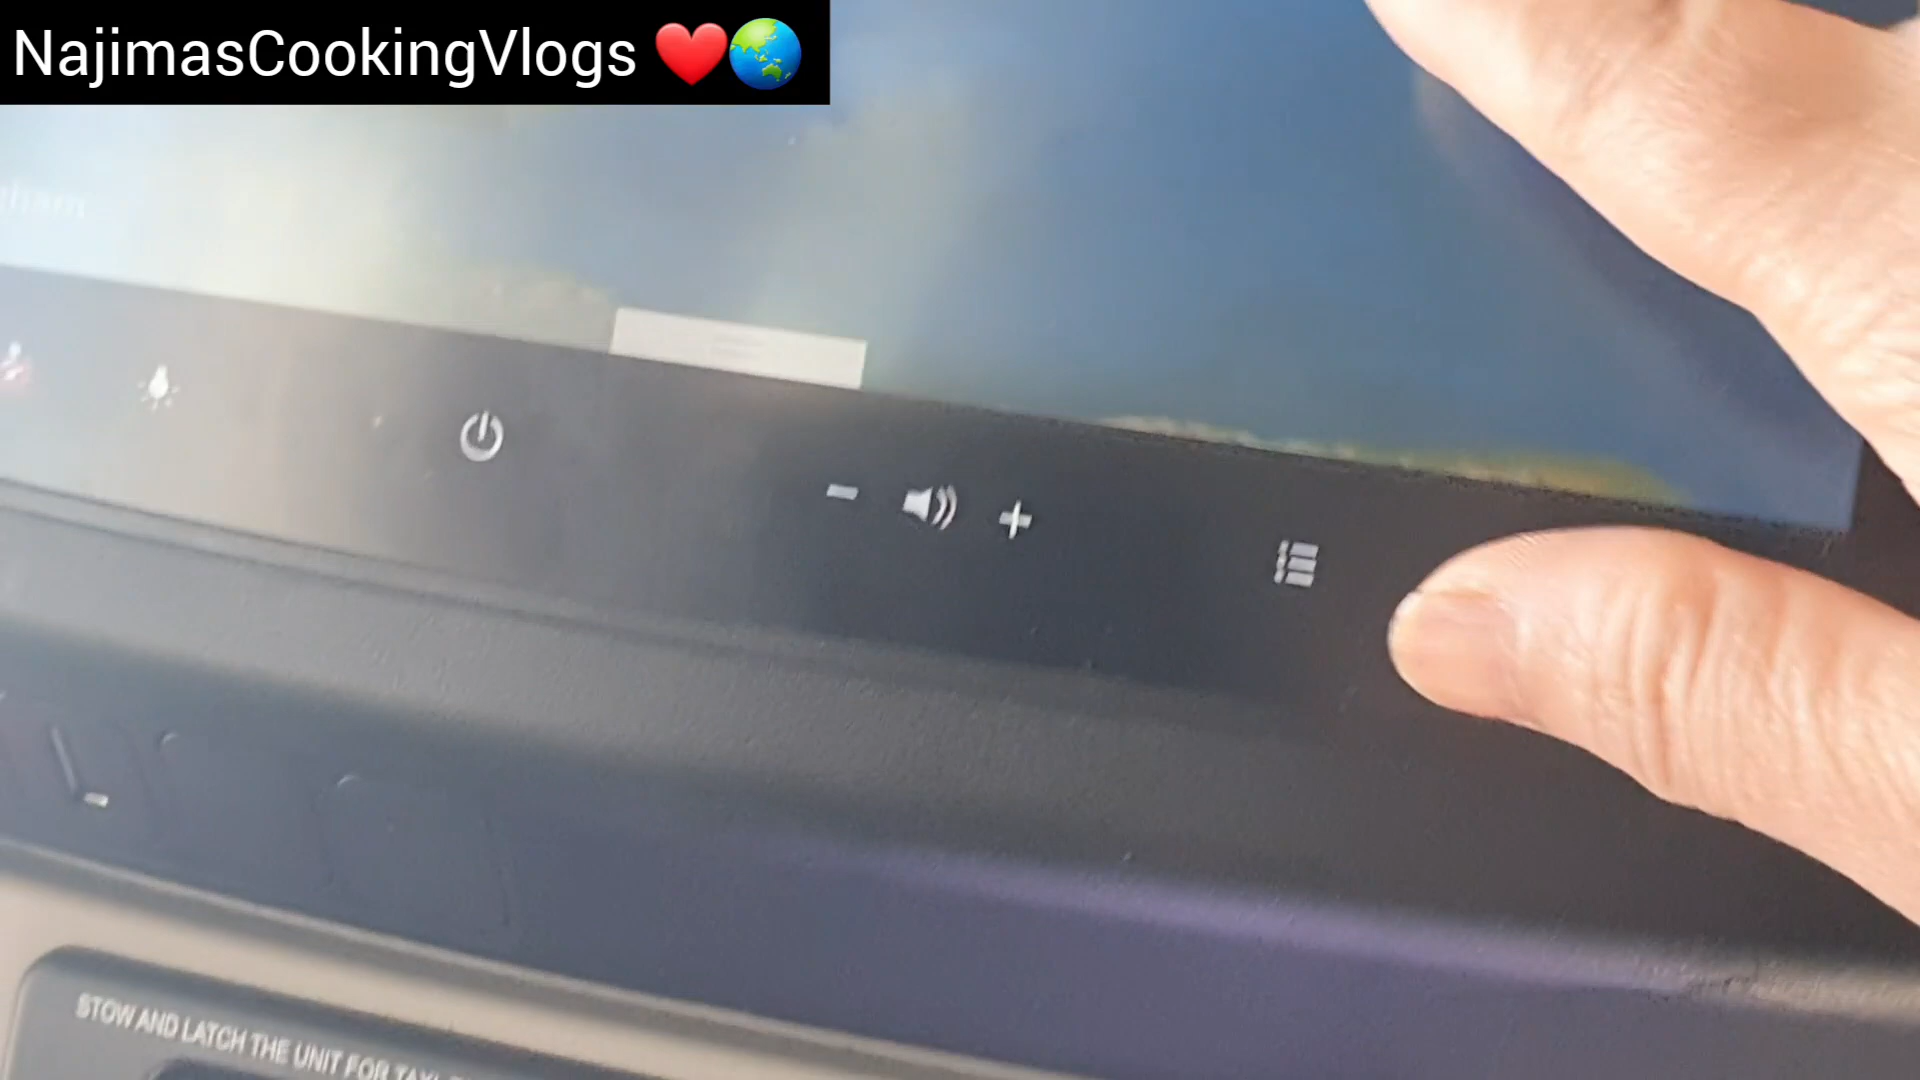 NajimasCookingVlogs ❤️🌏
STOW AND LATCH THE UNIT FOR